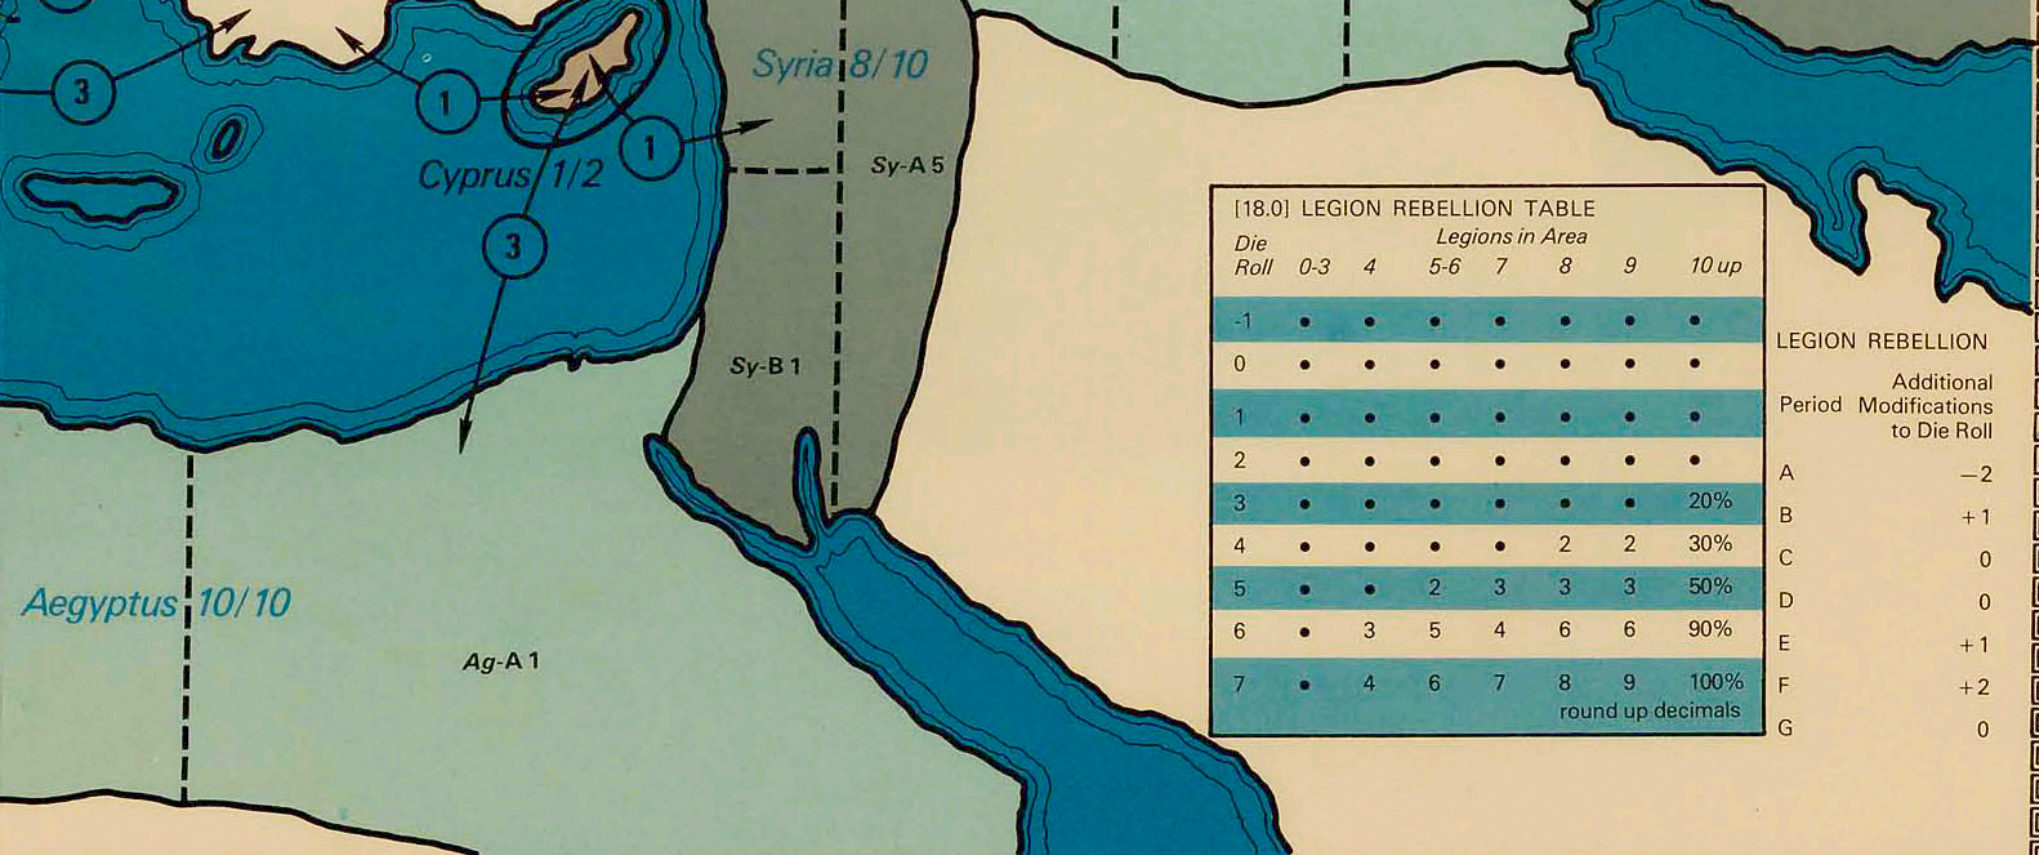 3
1
1
3
Cyprus 1/2
Syria 8/10
Sy-A 5
Sy-B 1
Aegyptus 10/10
Ag-A 1
[18.0] LEGION REBELLION TABLE
Die Legions in Area
Roll 0-3 4 5-6 7 8 9 10 up
-1 • • • • • • •
0 • • • • • • •
1 • • • • • • •
2 • • • • • • •
3 • • • • • • 20%
4 • • • • 2 2 30%
5 • • 2 3 3 3 50%
6 • 3 5 4 6 6 90%
7 • 4 6 7 8 9 100%
round up decimals
LEGION REBELLION
Additional
Period Modifications
to Die Roll
A −2
B +1
C 0
D 0
E +1
F +2
G 0